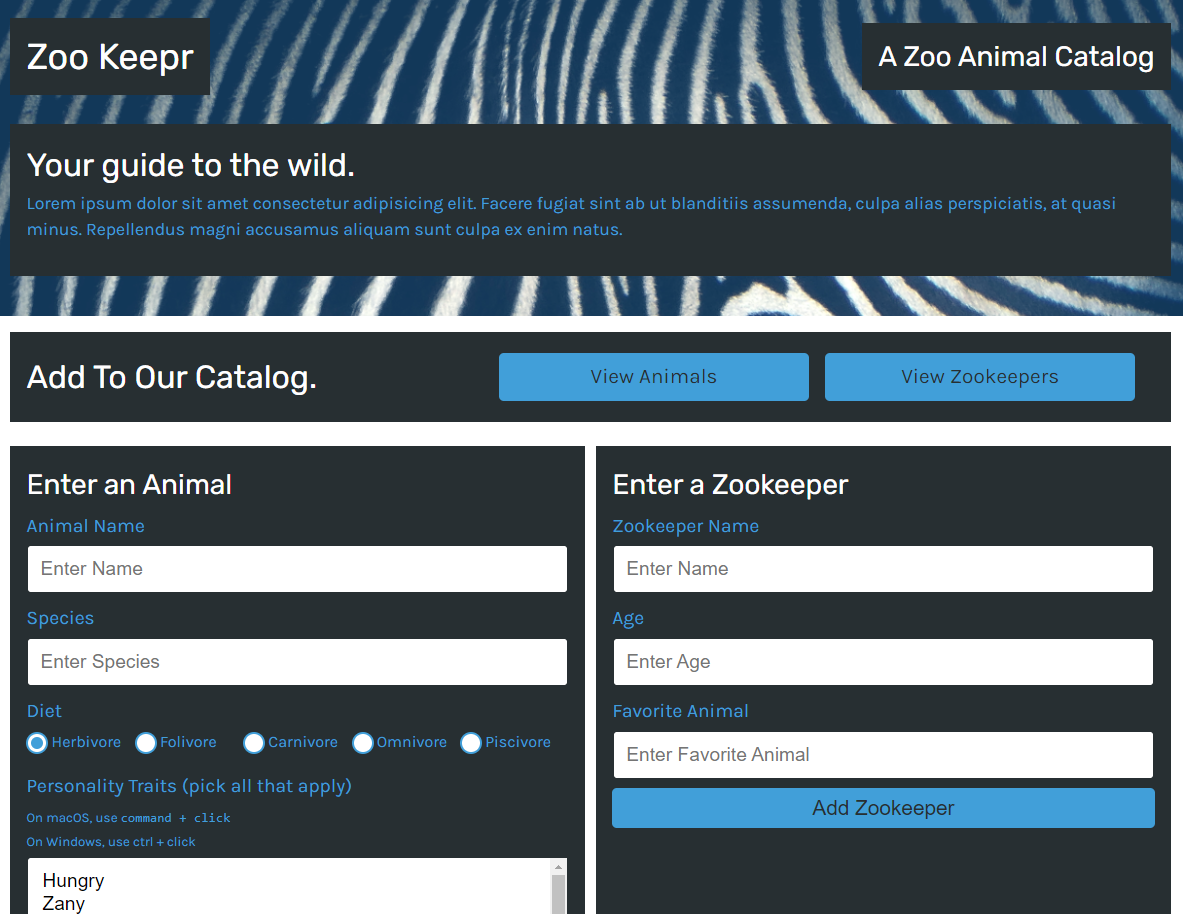 Zoo Keepr
A Zoo Animal Catalog
Your guide to the wild.
Lorem ipsum dolor sit amet consectetur adipisicing elit. Facere fugiat sint ab ut blanditiis assumenda, culpa alias perspiciatis, at quasi
minus. Repellendus magni accusamus aliquam sunt culpa ex enim natus.
Add To Our Catalog.
View Animals
View Zookeepers
Enter an Animal
Animal Name
Enter Name
Species
Enter Species
Diet
Herbivore Folivore Carnivore Omnivore Piscivore
Personality Traits (pick all that apply)
On macOS, use command + click
On Windows, use ctrl + click
Hungry
Zany
Enter a Zookeeper
Zookeeper Name
Enter Name
Age
Enter Age
Favorite Animal
Enter Favorite Animal
Add Zookeeper